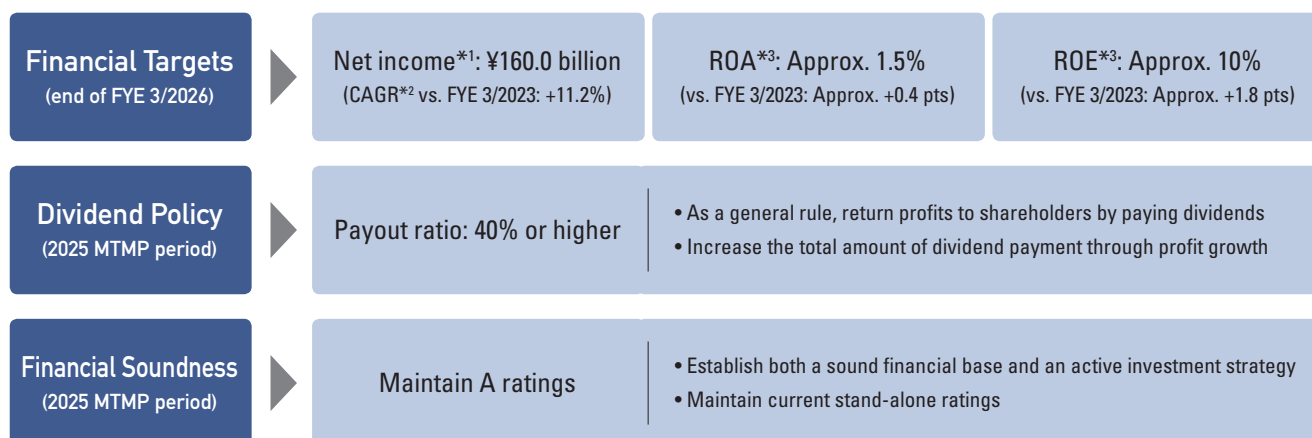 Financial Targets
(end of FYE 3/2026)
Net income*1: ¥160.0 billion
(CAGR*2 vs. FYE 3/2023: +11.2%)
ROA*3: Approx. 1.5%
(vs. FYE 3/2023: Approx. +0.4 pts)
ROE*3: Approx. 10%
(vs. FYE 3/2023: Approx. +1.8 pts)
Dividend Policy
(2025 MTMP period)
Payout ratio: 40% or higher
• As a general rule, return profits to shareholders by paying dividends
• Increase the total amount of dividend payment through profit growth
Financial Soundness
(2025 MTMP period)
Maintain A ratings
• Establish both a sound financial base and an active investment strategy
• Maintain current stand-alone ratings